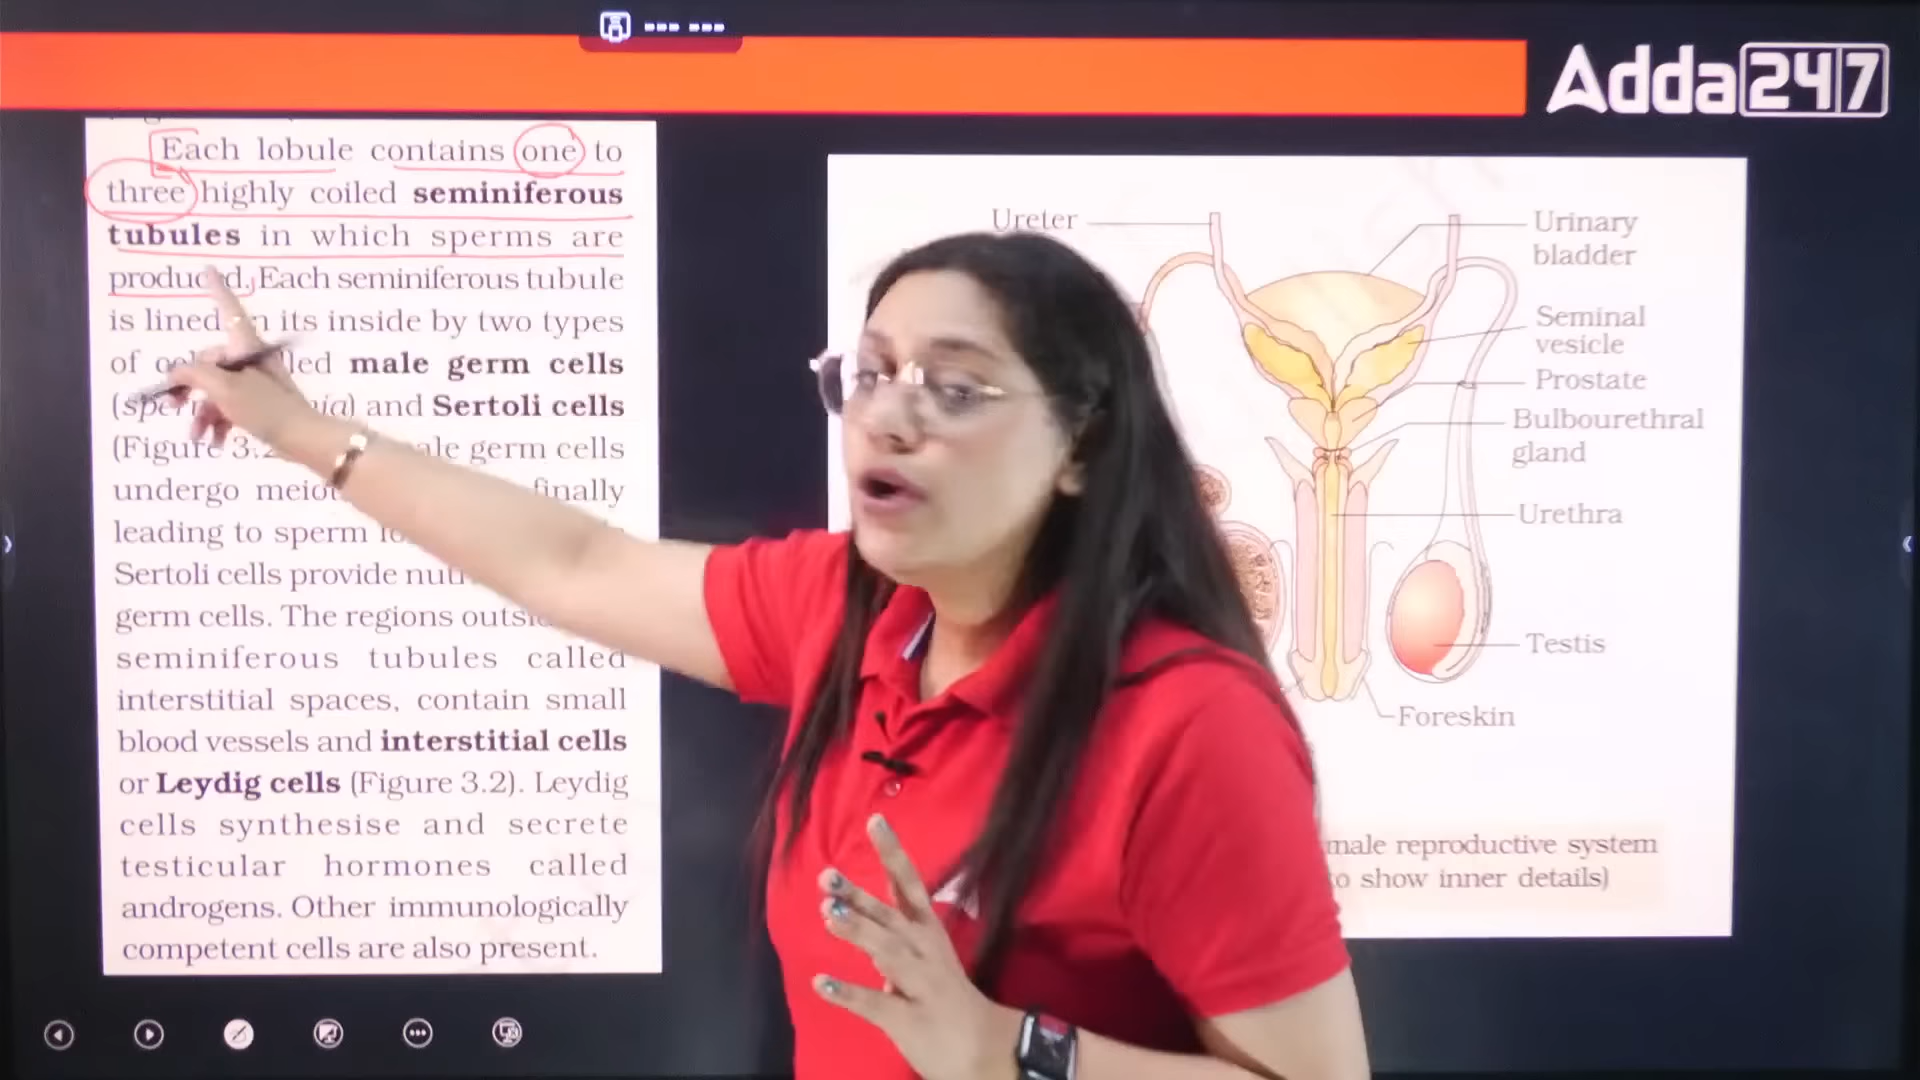 Adda247
Each lobule contains one to
three highly coiled seminiferous
tubules in which sperms are
produced. Each seminiferous tubule
is lined its inside by two types
of male germ cells
and Sertoli cells
(Figure 3.2 germ cells
undergo finally
leading to sperm
Sertoli cells provide
germ cells. The regions
seminiferous tubules called
interstitial spaces, contain small
blood vessels and interstitial cells
or Leydig cells (Figure 3.2). Leydig
cells synthesise and secrete
testicular hormones called
androgens. Other immunologically
competent cells are also present.
Ureter
Urinary
bladder
Seminal
vesicle
Prostate
Bulbourethral
gland
Urethra
Testis
Foreskin
male reproductive system
to show inner details)